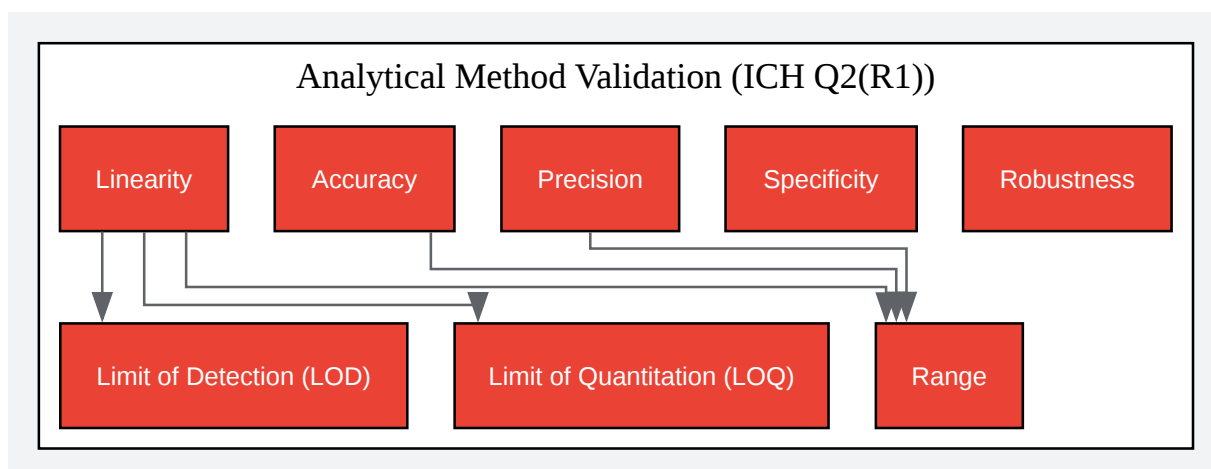 Analytical Method Validation (ICH Q2(R1))
Linearity
Accuracy
Precision
Specificity
Robustness
Limit of Detection (LOD)
Limit of Quantitation (LOQ)
Range